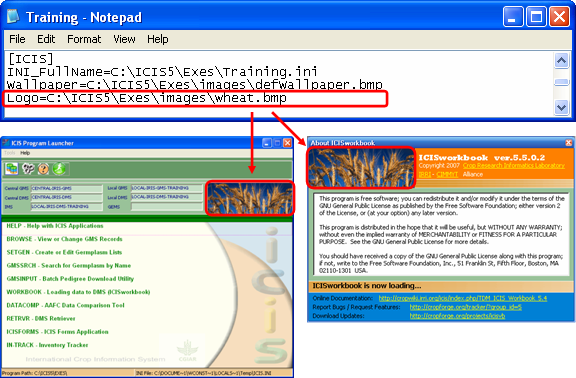 Training - Notepad
File Edit Format View Help
[ICIS]
INI_FullName=C:\ICIS5\Exes\Training.ini
Wallpaper=C:\ICIS5\Exes\images\defWallpaper.bmp
Logo=C:\ICIS5\Exes\images\wheat.bmp
ICIS Program Launcher
Tools Help
Central GMS CENTRAL-IRIS-GMS Local GMS LOCAL-IRIS-GMS-TRAINING
Central DMS CENTRAL-IRIS-DMS Local DMS LOCAL-IRIS-DMS-TRAINING
IMS LOCAL-IRIS-DMS-TRAINING GEMS
HELP - Help with ICIS Applications
BROWSE - View or Change GMS Records
SETGEN - Create or Edit Germplasm Lists
GMSSRCH - Search for Germplasms by Name
GMSINPUT - Batch Pedigree Download Utility
WORKBOOK - Loading data to DMS (ICISworkbook)
DATACOMP - AAFC Data Comparison Tool
RETRVR - DMS Retriever
ICISFORMS - ICIS Forms Application
IN-TRACK - Inventory Tracker
icis
International Crop Information System
CGIAR
Program Path: C:\ICIS5\EXES\ INI File: C:\DOCUME~1\WCONST~1\LOCALS~1\Temp\ICIS.INI
About ICISworkbook
ICISworkbook ver.5.5.0.2
Copyright 2007 Crop Research Informatics Laboratory
IRRI - CIMMYT Alliance
This program is free software; you can redistribute it and/or modify it under the terms of the
GNU General Public License as published by the Free Software Foundation; either version 2
of the License, or (at your option) any later version.
This program is distributed in the hope that it will be useful, but WITHOUT ANY WARRANTY;
without even the implied warranty of MERCHANTABILITY or FITNESS FOR A PARTICULAR
PURPOSE. See the GNU General Public License for more details.
You should have received a copy of the GNU General Public License along with this program;
if not, write to the Free Software Foundation, Inc., 51 Franklin St, Fifth Floor, Boston, MA
02110-1301 USA.
ICISWorkbook is now loading...
Online Documentation: http://cropwiki.irri.org/icis/index.php/TDM_ICIS_Workbook_5.4
Report Bugs / Request Features: http://cropforge.org/tracker/?group_id=5
Download Updates: http://cropforge.org/projects/icisvb